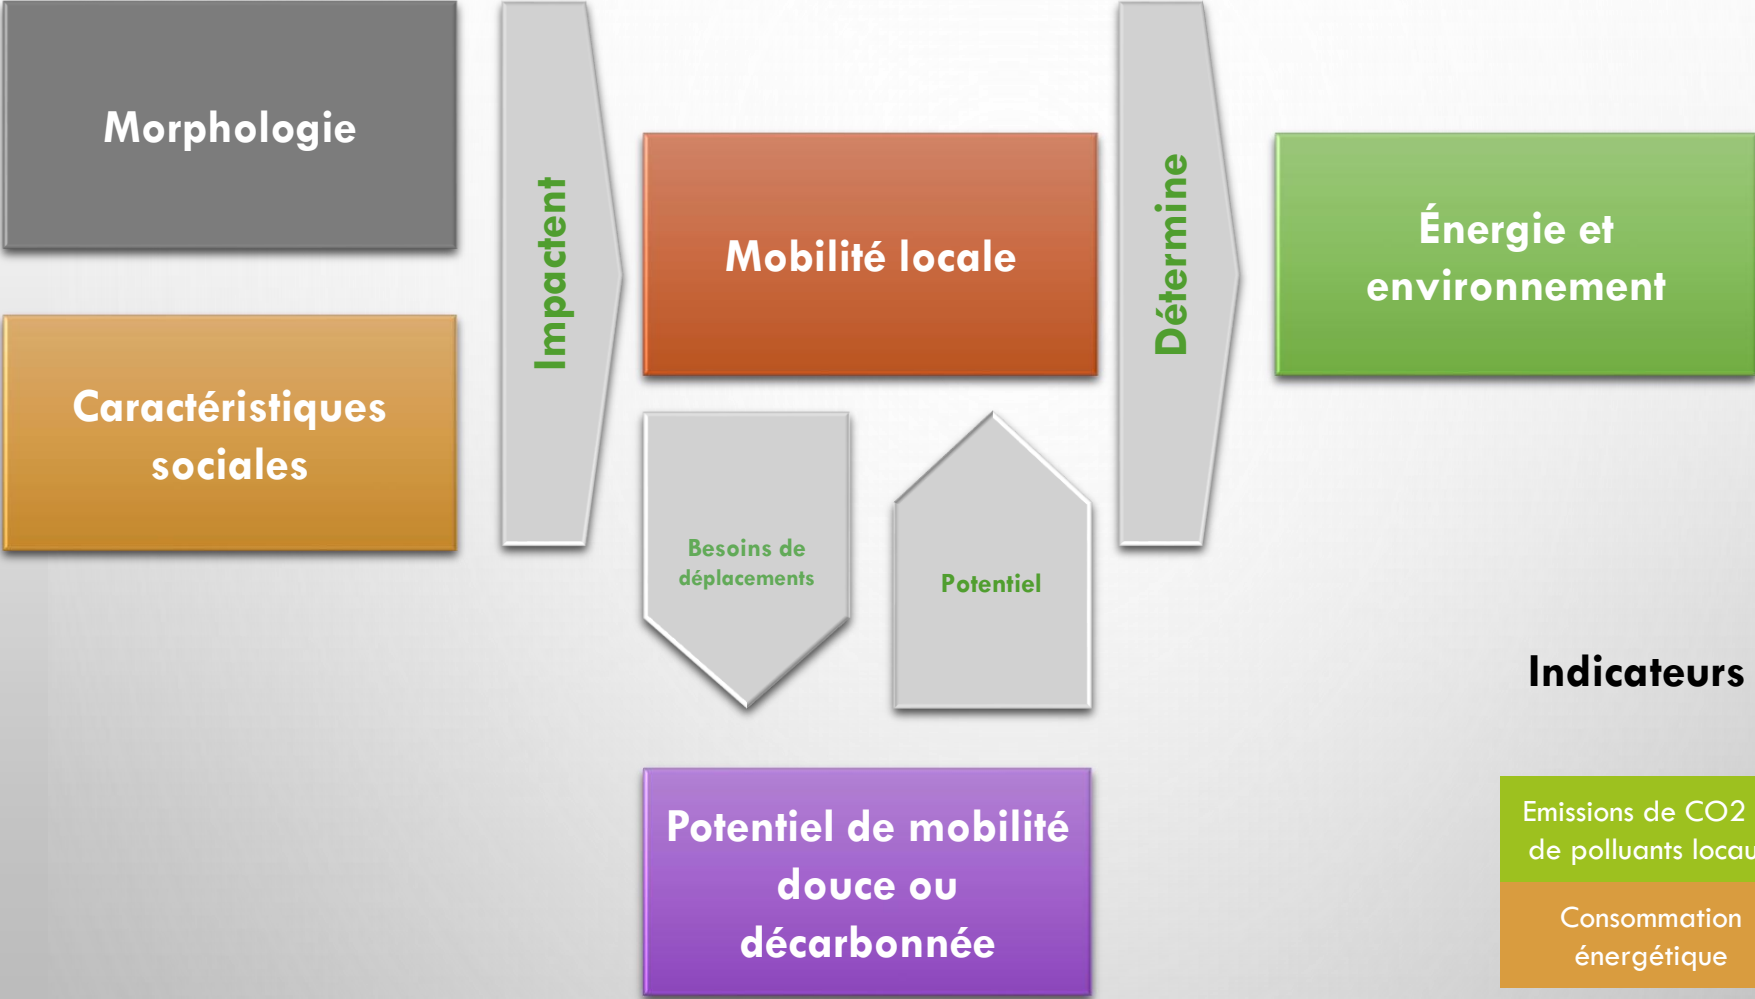 Morphologie
Caractéristiques
sociales
Impactent
Mobilité locale
Détermine
Énergie et
environnement
Besoins de
déplacements
Potentiel
Potentiel de mobilité
douce ou
décarbonnée
Indicateurs
Emissions de CO2
de polluants locau
Consommation
énergétique